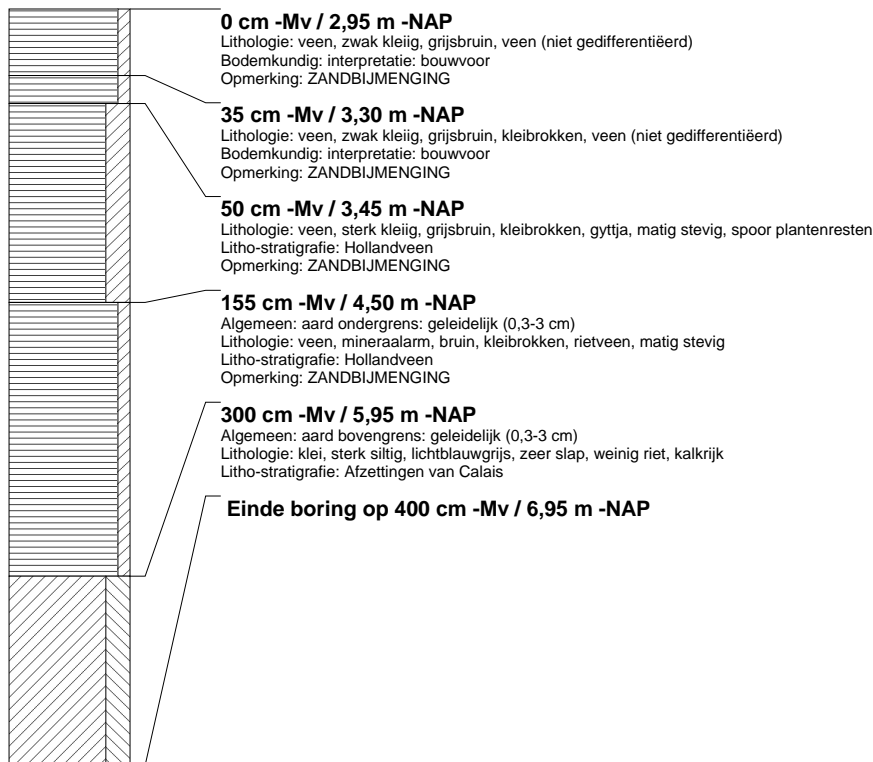 0 cm -Mv / 2,95 m -NAP
Lithologie: veen, zwak kleiig, grijsbruin, veen (niet gedifferentiëerd)
Bodemkundig: interpretatie: bouwvoor
Opmerking: ZANDBIJMENGING
35 cm -Mv / 3,30 m -NAP
Lithologie: veen, zwak kleiig, grijsbruin, kleibrokken, veen (niet gedifferentiëerd)
Bodemkundig: interpretatie: bouwvoor
Opmerking: ZANDBIJMENGING
50 cm -Mv / 3,45 m -NAP
Lithologie: veen, sterk kleiig, grijsbruin, kleibrokken, gyttja, matig stevig, spoor plantenresten
Litho-stratigrafie: Hollandveen
Opmerking: ZANDBIJMENGING
155 cm -Mv / 4,50 m -NAP
Algemeen: aard ondergrens: geleidelijk (0,3-3 cm)
Lithologie: veen, mineraalarm, bruin, kleibrokken, rietveen, matig stevig
Litho-stratigrafie: Hollandveen
Opmerking: ZANDBIJMENGING
300 cm -Mv / 5,95 m -NAP
Algemeen: aard bovengrens: geleidelijk (0,3-3 cm)
Lithologie: klei, sterk siltig, lichtblauwgrijs, zeer slap, weinig riet, kalkrijk
Litho-stratigrafie: Afzettingen van Calais
Einde boring op 400 cm -Mv / 6,95 m -NAP